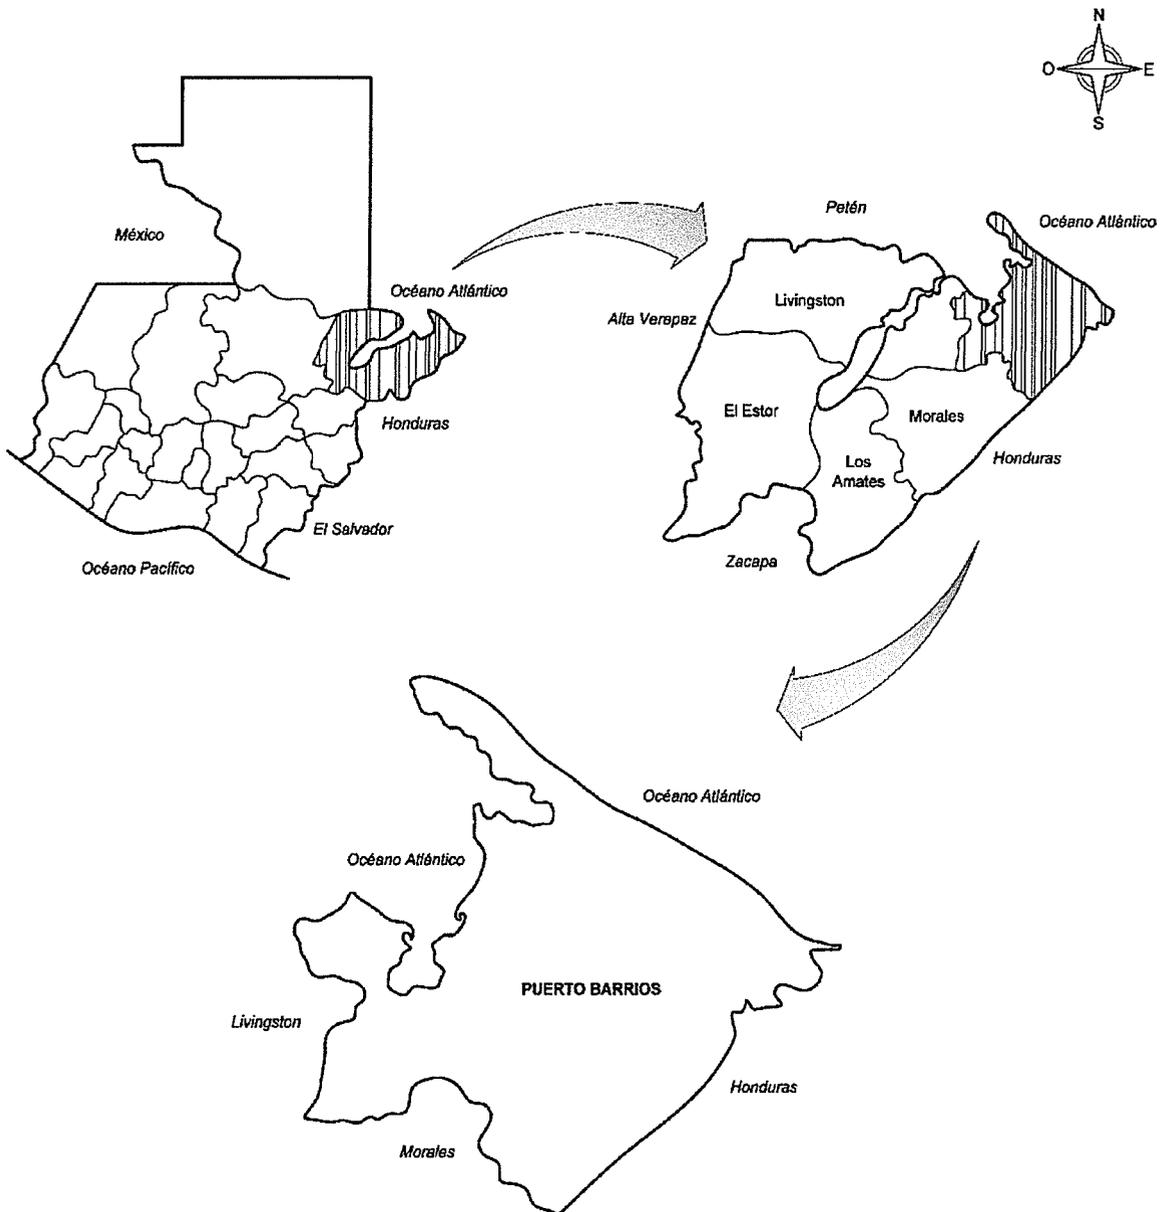 N
O
E
S
México
Océano Atlántico
Honduras
El Salvador
Océano Pacífico
Petén
Océano Atlántico
Alta Verapaz
Livingston
El Estor
Morales
Los
Amates
Honduras
Zacapa
Océano Atlántico
Océano Atlántico
PUERTO BARRIOS
Livingston
Honduras
Morales